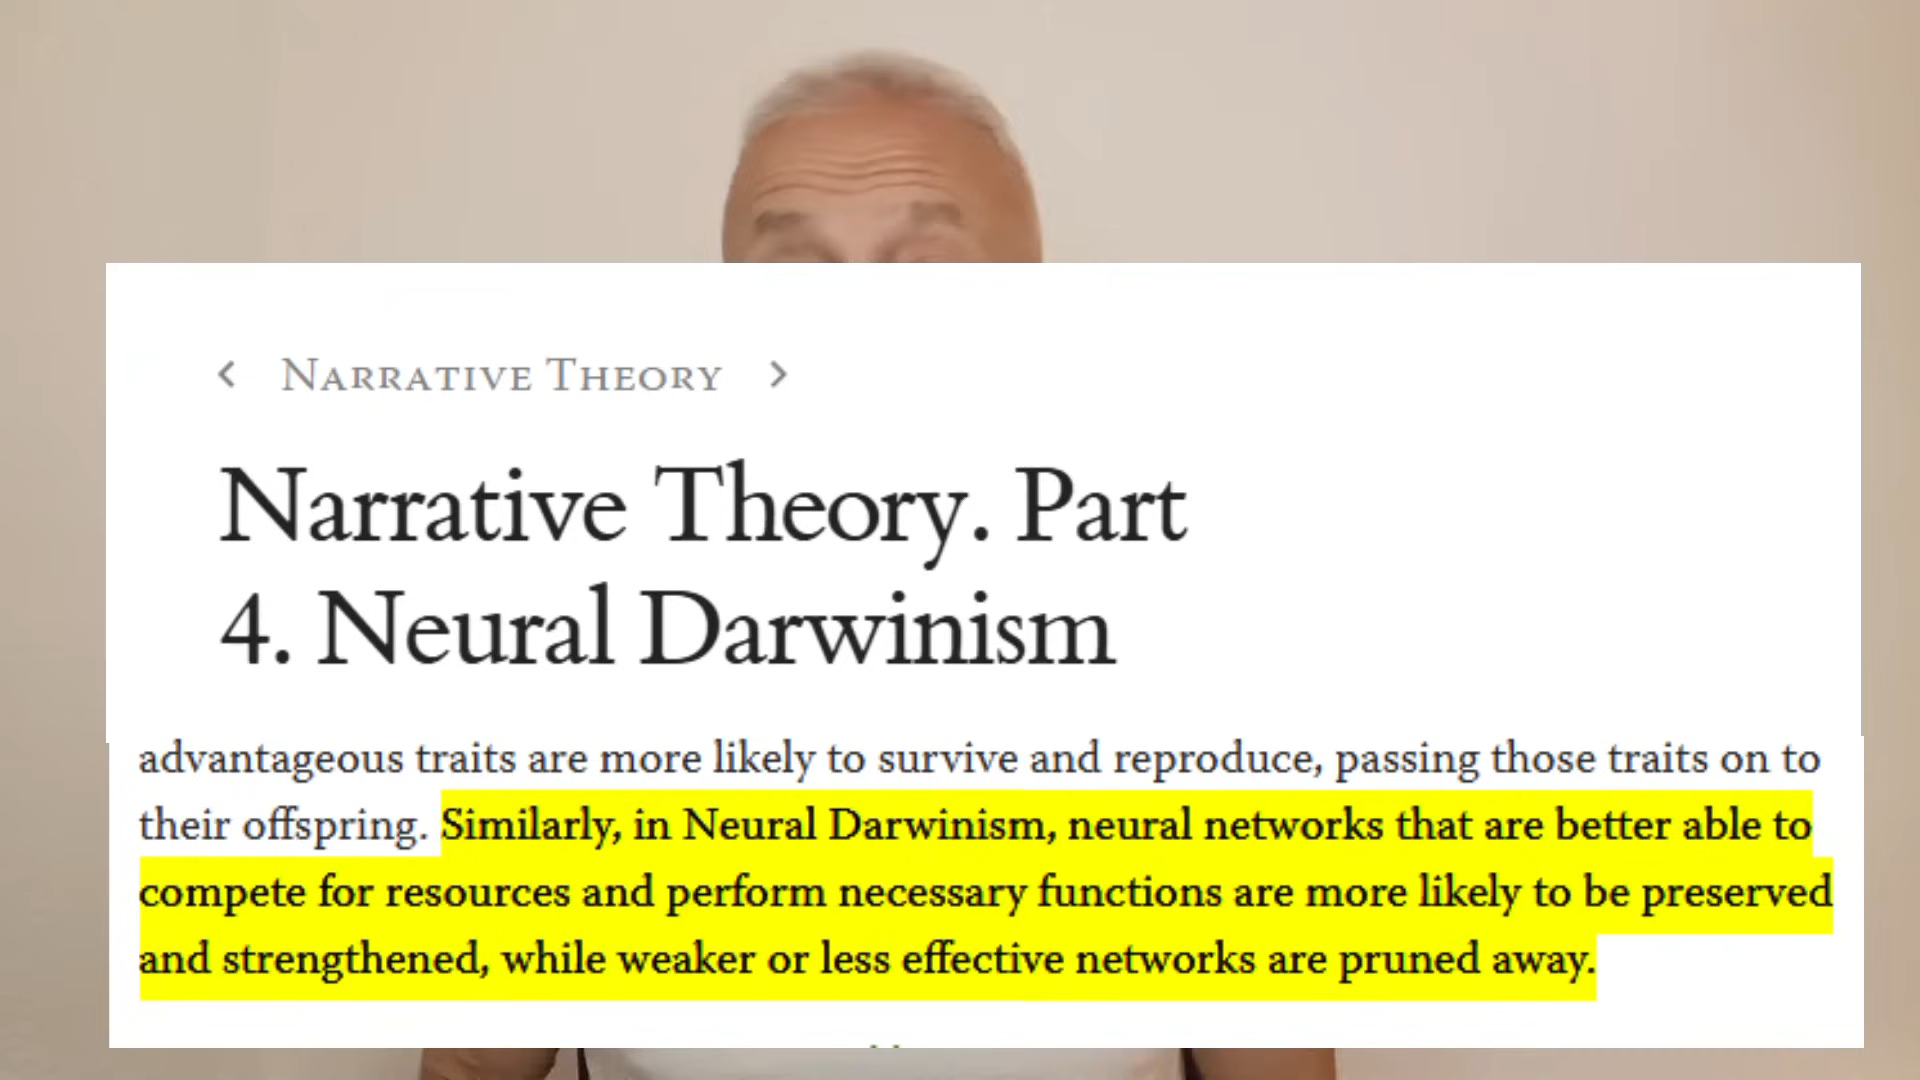 < Narrative Theory >
Narrative Theory. Part
4. Neural Darwinism
advantageous traits are more likely to survive and reproduce, passing those traits on to
their offspring. Similarly, in Neural Darwinism, neural networks that are better able to
compete for resources and perform necessary functions are more likely to be preserved
and strengthened, while weaker or less effective networks are pruned away.